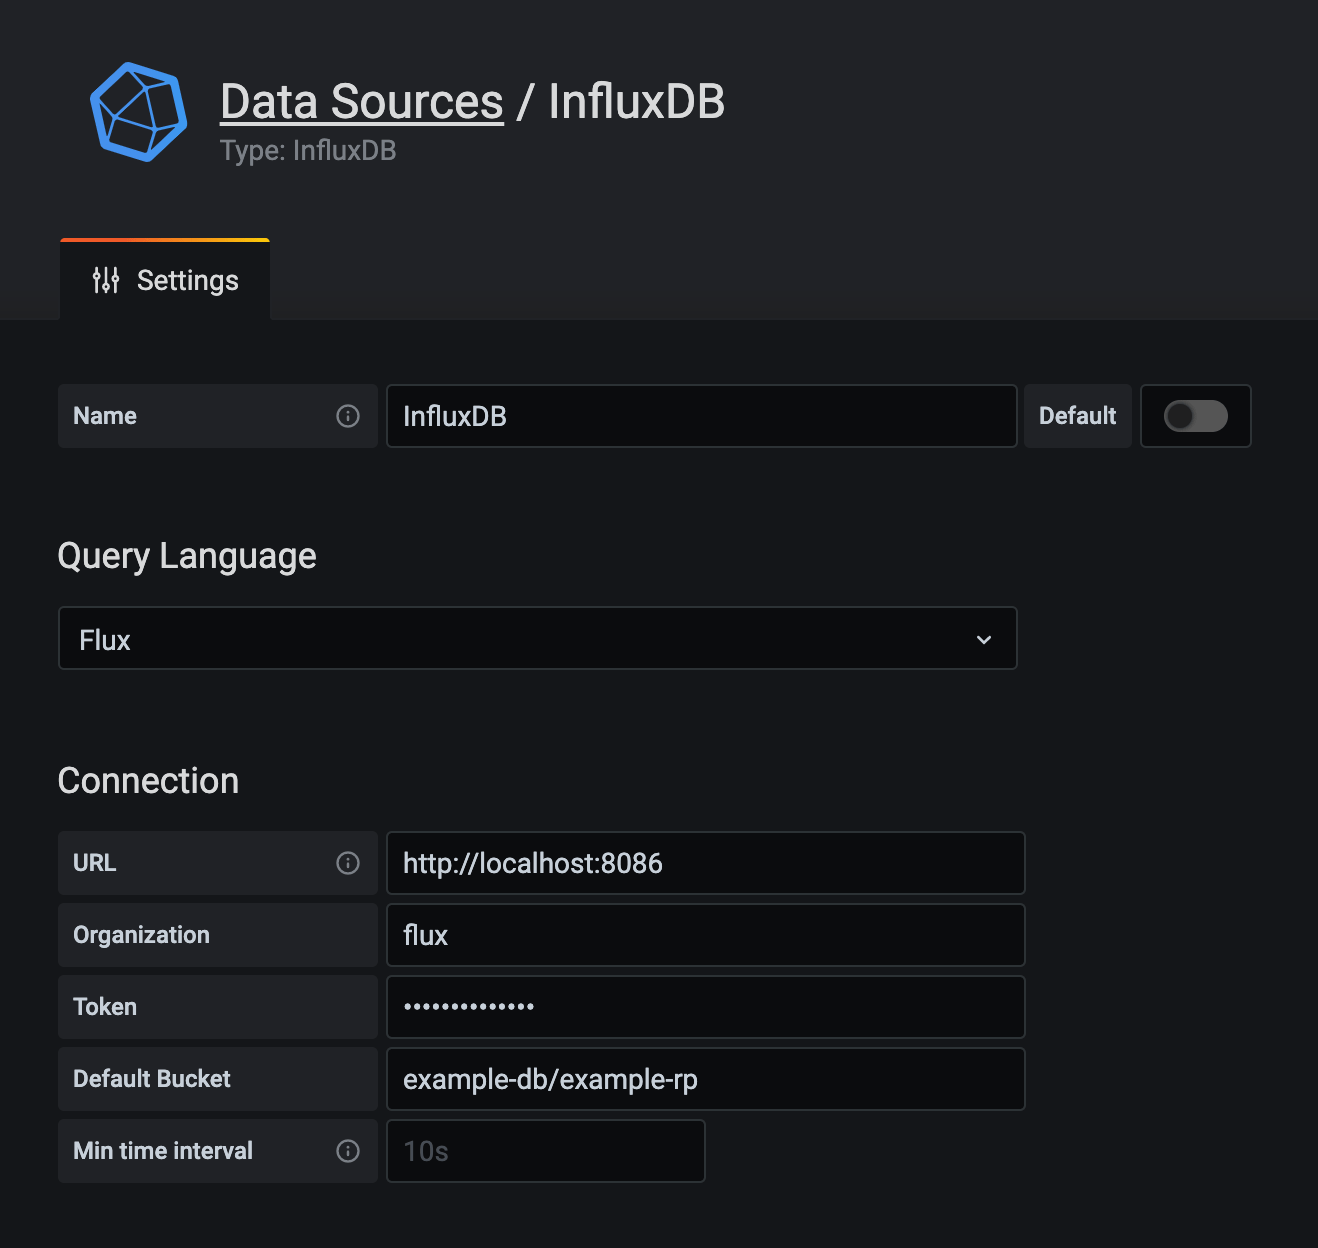 Data Sources / InfluxDB
Type: InfluxDB
Settings
Name InfluxDB Default
Query Language
Flux
Connection
URL http://localhost:8086
Organization flux
Token ••••••••••••••
Default Bucket example-db/example-rp
Min time interval 10s